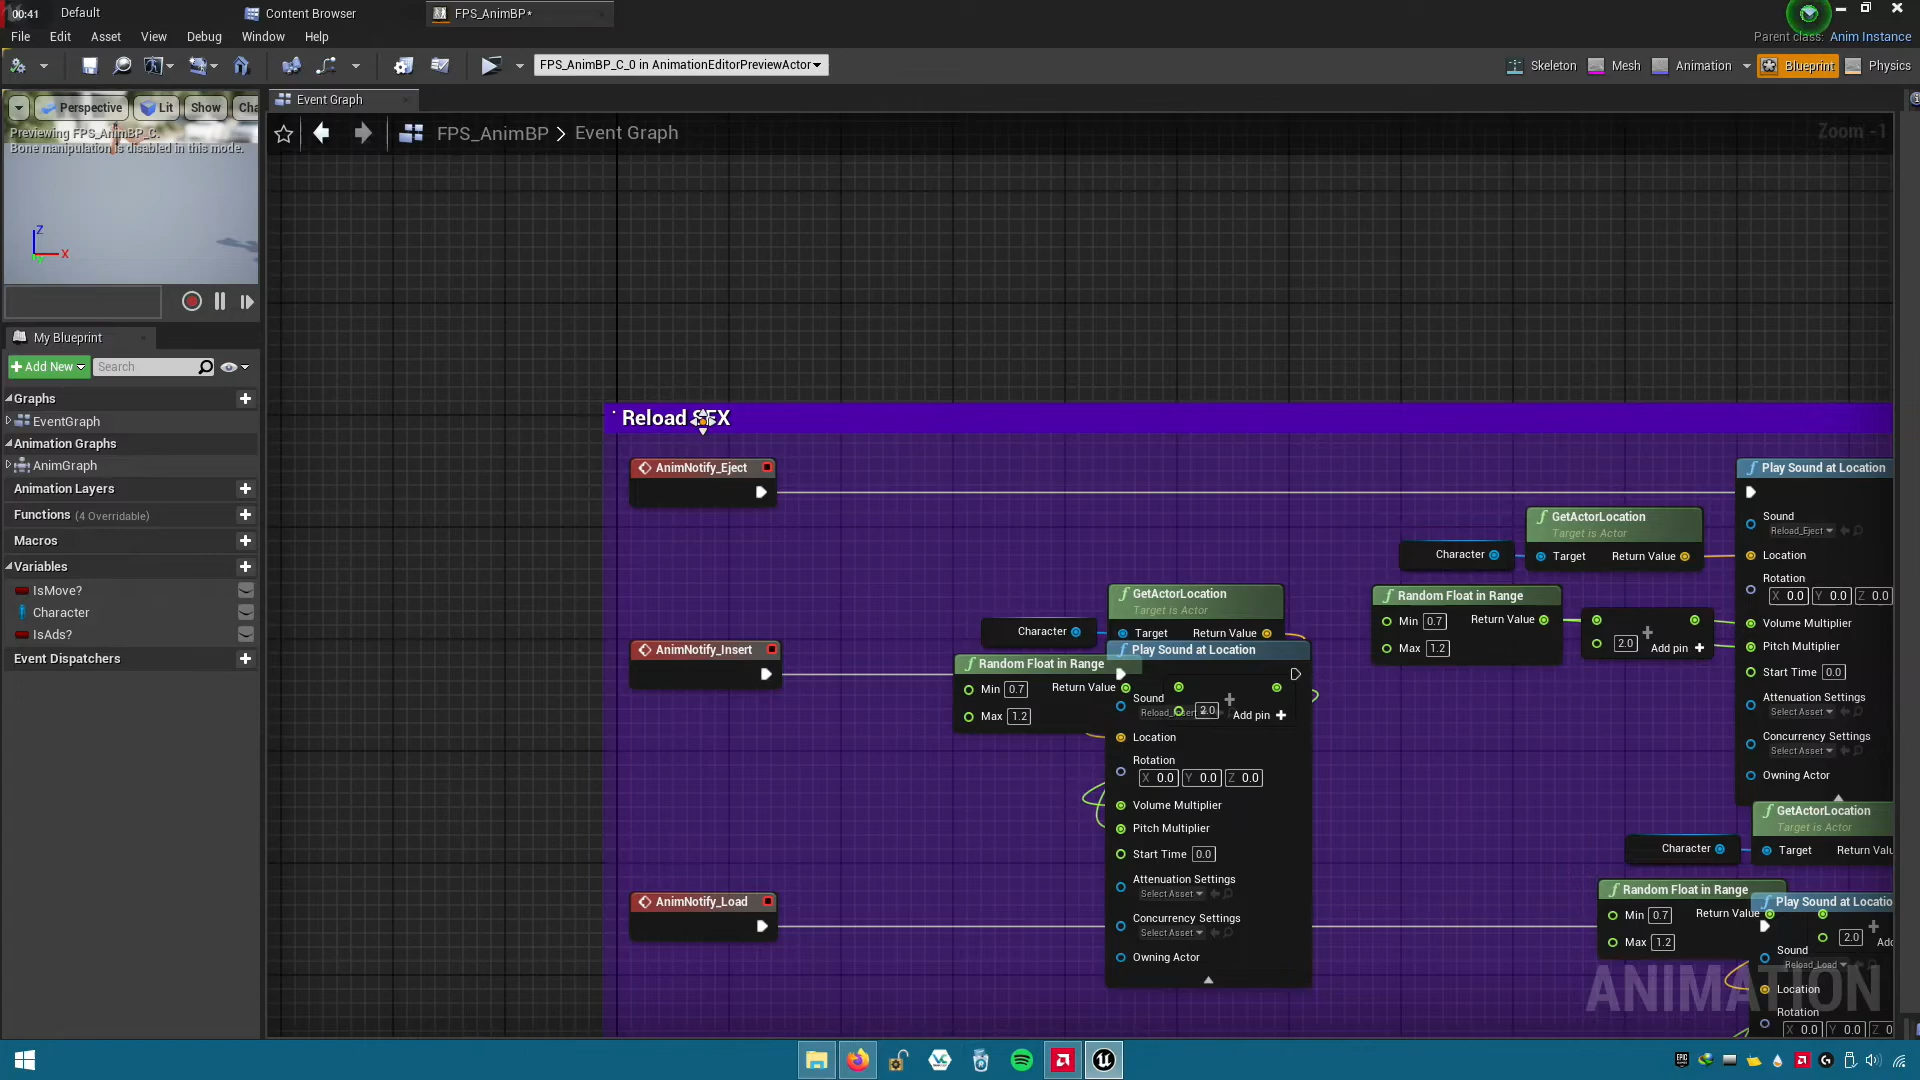 00:41
Default
Content Browser
FPS_AnimBP*
File Edit Asset View Debug Window Help
Parent class: Anim Instance
FPS_AnimBP_C_0 in AnimationEditorPreviewActor
Skeleton Mesh Animation Blueprint Physics
Perspective Lit Show Cha
Previewing FPS_AnimBP_C.
Bone manipulation is disabled in this mode.
Z
X
Event Graph
FPS_AnimBP > Event Graph
Zoom -1
My Blueprint
Add New
Search
Graphs
EventGraph
Animation Graphs
AnimGraph
Animation Layers
Functions (4 Overridable)
Macros
Variables
IsMove?
Character
IsAds?
Event Dispatchers
Reload SFX
AnimNotify_Eject
AnimNotify_Insert
AnimNotify_Load
Character
GetActorLocation
Target is Actor
Target Return Value
Random Float in Range
Min 0.7 Return Value
Max 1.2
2.0
Add pin
Play Sound at Location
Sound
Reload_Insert
Location
Rotation
X 0.0 Y 0.0 Z 0.0
Volume Multiplier
Pitch Multiplier
Start Time 0.0
Attenuation Settings
Select Asset
Concurrency Settings
Select Asset
Owning Actor
Character
GetActorLocation
Target is Actor
Target Return Value
Random Float in Range
Min 0.7 Return Value
Max 1.2
2.0
Add pin
Play Sound at Location
Sound
Reload_Eject
Location
Rotation
X 0.0 Y 0.0 Z 0.0
Volume Multiplier
Pitch Multiplier
Start Time 0.0
Attenuation Settings
Select Asset
Concurrency Settings
Select Asset
Owning Actor
Character
GetActorLocation
Target is Actor
Target Return Valu
Random Float in Range
Min 0.7 Return Value
Max 1.2
2.0
Adc
Play Sound at Locatio
Sound
Reload_Load
Location
Rotation
X 0.0 Y 0.0 Z 0
ANIMATION